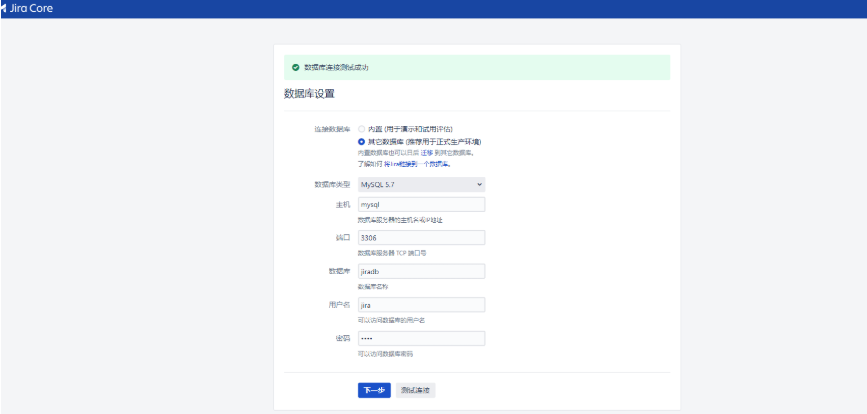 Jira Core
数据库连接测试成功
数据库设置
连接数据库 内置 (用于演示和试用评估)
其它数据库 (推荐用于正式生产环境)
内置数据库也可以日后 迁移 到其它数据库。
了解如何 将Jira链接到一个数据库。
数据库类型 MySQL 5.7
主机 mysql
数据库服务器的主机名或IP地址
端口 3306
数据库服务器 TCP 端口号
数据库 jiradb
数据库名称
用户名 jira
可以访问数据库的用户名
密码 ••••
可以访问数据库密码
下一步 测试连接